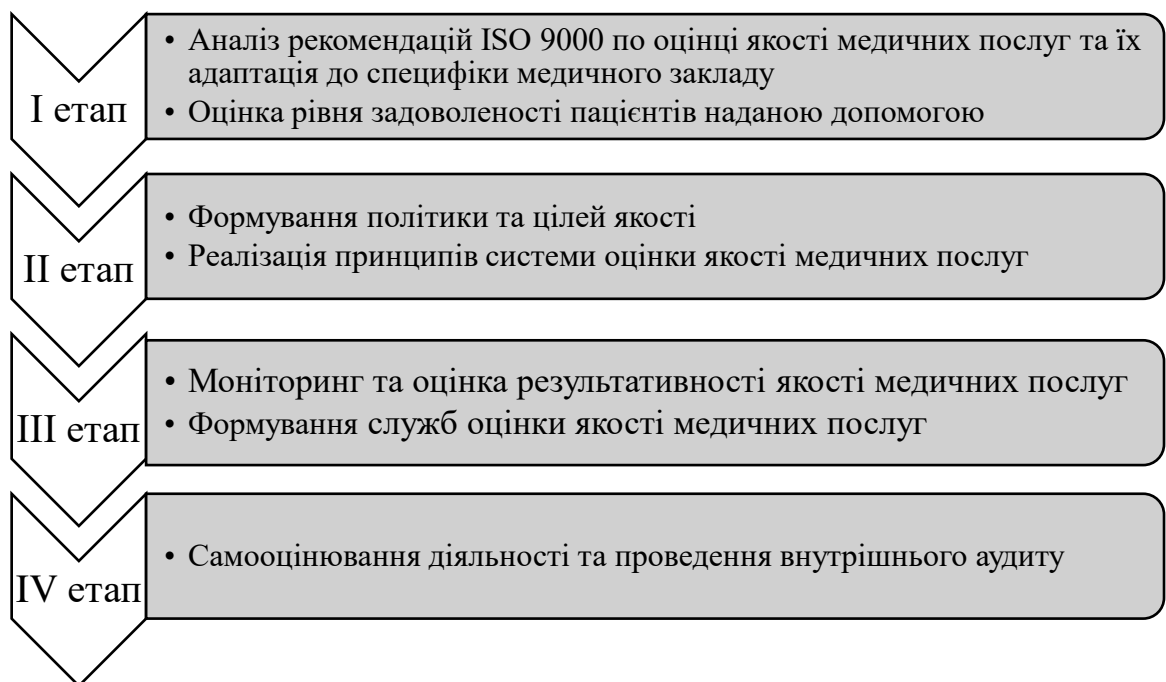 I етап
• Аналіз рекомендацій ISO 9000 по оцінці якості медичних послуг та їх
адаптація до специфіки медичного закладу
• Оцінка рівня задоволеності пацієнтів наданою допомогою
II етап
• Формування політики та цілей якості
• Реалізація принципів системи оцінки якості медичних послуг
III етап
• Моніторинг та оцінка результативності якості медичних послуг
• Формування служб оцінки якості медичних послуг
IV етап
• Самооцінювання діяльності та проведення внутрішнього аудиту